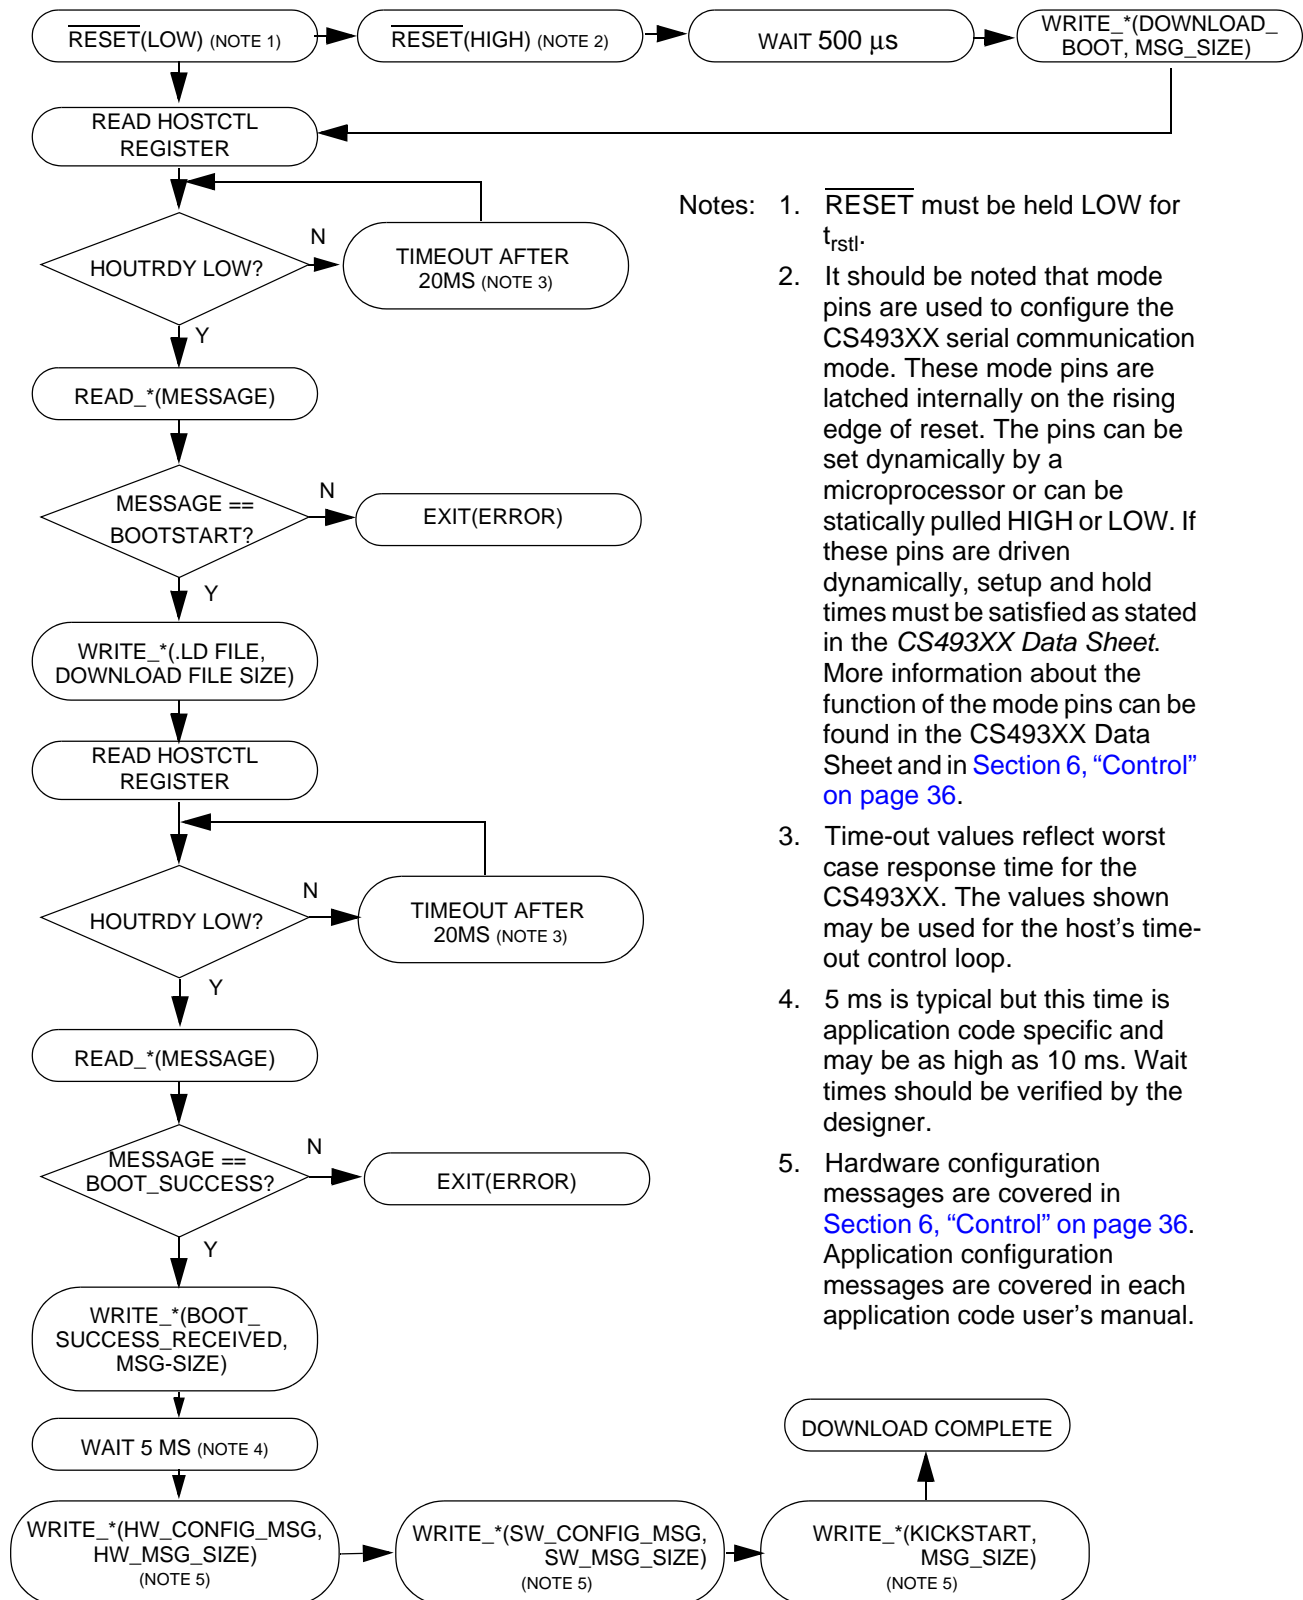 RESET(LOW) (NOTE 1)
RESET(HIGH) (NOTE 2)
WAIT 500 µs
WRITE_*(DOWNLOAD_
BOOT, MSG_SIZE)
READ HOSTCTL
REGISTER
HOUTRDY LOW?
N
TIMEOUT AFTER
20MS (NOTE 3)
Y
READ_*(MESSAGE)
MESSAGE ==
BOOTSTART?
N
EXIT(ERROR)
Y
WRITE_*(.LD FILE,
DOWNLOAD FILE SIZE)
READ HOSTCTL
REGISTER
HOUTRDY LOW?
N
TIMEOUT AFTER
20MS (NOTE 3)
Y
READ_*(MESSAGE)
MESSAGE ==
BOOT_SUCCESS?
N
EXIT(ERROR)
Y
WRITE_*(BOOT_
SUCCESS_RECEIVED,
MSG-SIZE)
WAIT 5 MS (NOTE 4)
WRITE_*(HW_CONFIG_MSG,
HW_MSG_SIZE)
(NOTE 5)
WRITE_*(SW_CONFIG_MSG,
SW_MSG_SIZE)
(NOTE 5)
WRITE_*(KICKSTART,
MSG_SIZE)
(NOTE 5)
DOWNLOAD COMPLETE
Notes: 1. RESET must be held LOW for
trstl.
2. It should be noted that mode
pins are used to configure the
CS493XX serial communication
mode. These mode pins are
latched internally on the rising
edge of reset. The pins can be
set dynamically by a
microprocessor or can be
statically pulled HIGH or LOW. If
these pins are driven
dynamically, setup and hold
times must be satisfied as stated
in the CS493XX Data Sheet.
More information about the
function of the mode pins can be
found in the CS493XX Data
Sheet and in Section 6, “Control”
on page 36.
3. Time-out values reflect worst
case response time for the
CS493XX. The values shown
may be used for the host’s time-
out control loop.
4. 5 ms is typical but this time is
application code specific and
may be as high as 10 ms. Wait
times should be verified by the
designer.
5. Hardware configuration
messages are covered in
Section 6, “Control” on page 36.
Application configuration
messages are covered in each
application code user’s manual.